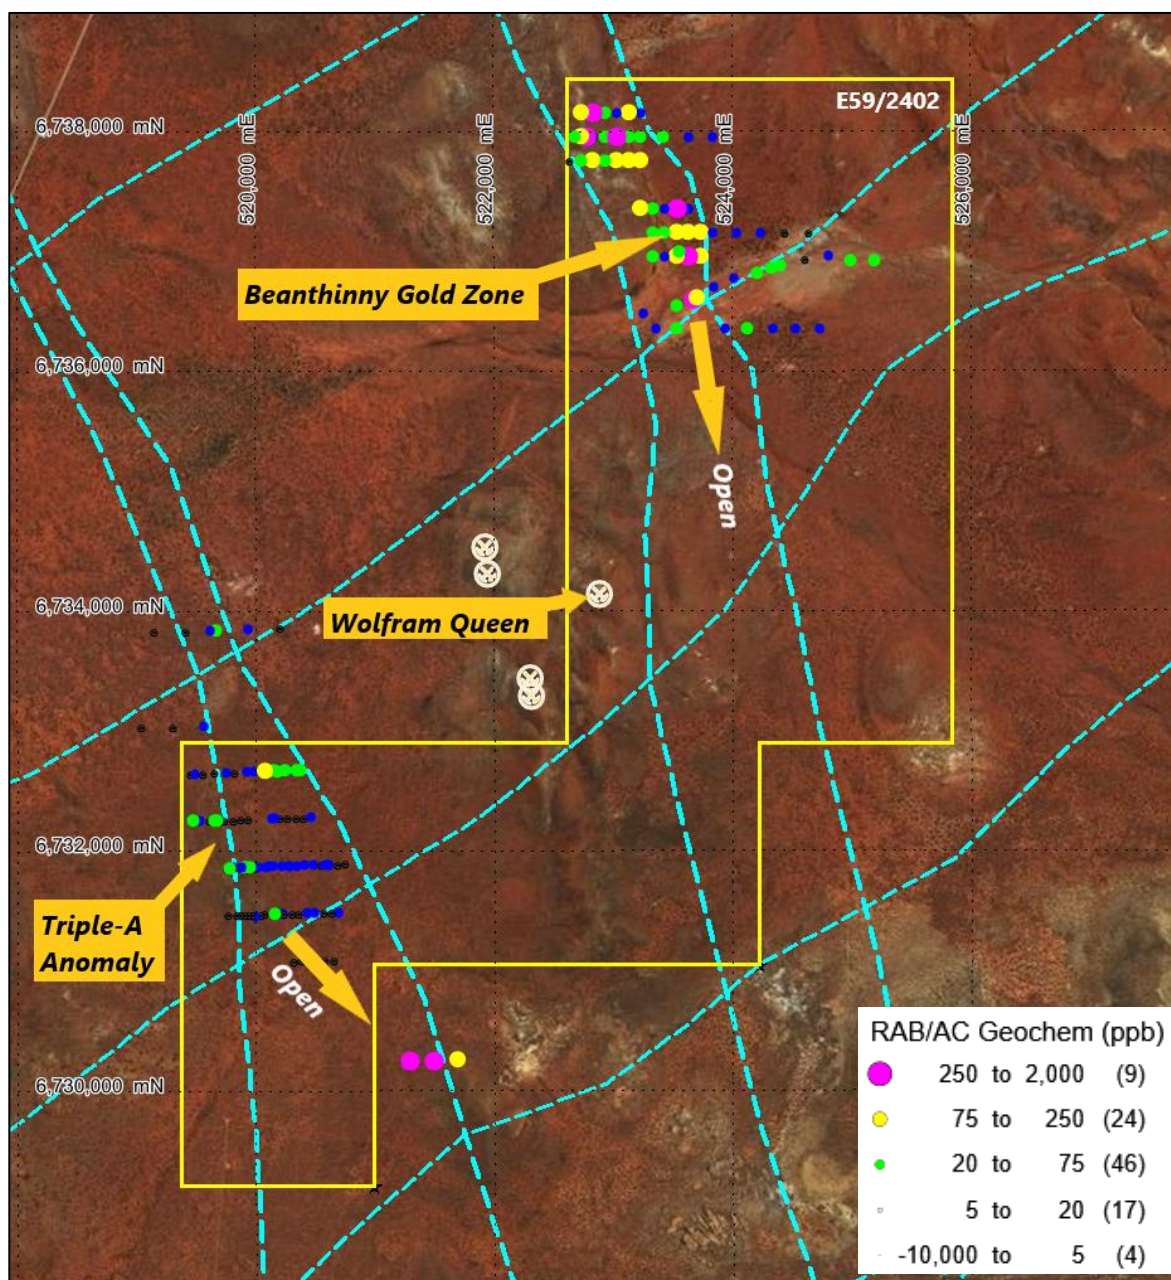 E59/2402
6,738,000 mN
520,000 mE
522,000 mE
524,000 mE
526,000 mE
Beanthinny Gold Zone
6,736,000 mN
Open
6,734,000 mN
Wolfram Queen
6,732,000 mN
Triple-A
Anomaly
Open
6,730,000 mN
RAB/AC Geochem (ppb)
250 to 2,000 (9)
75 to 250 (24)
20 to 75 (46)
5 to 20 (17)
-10,000 to 5 (4)